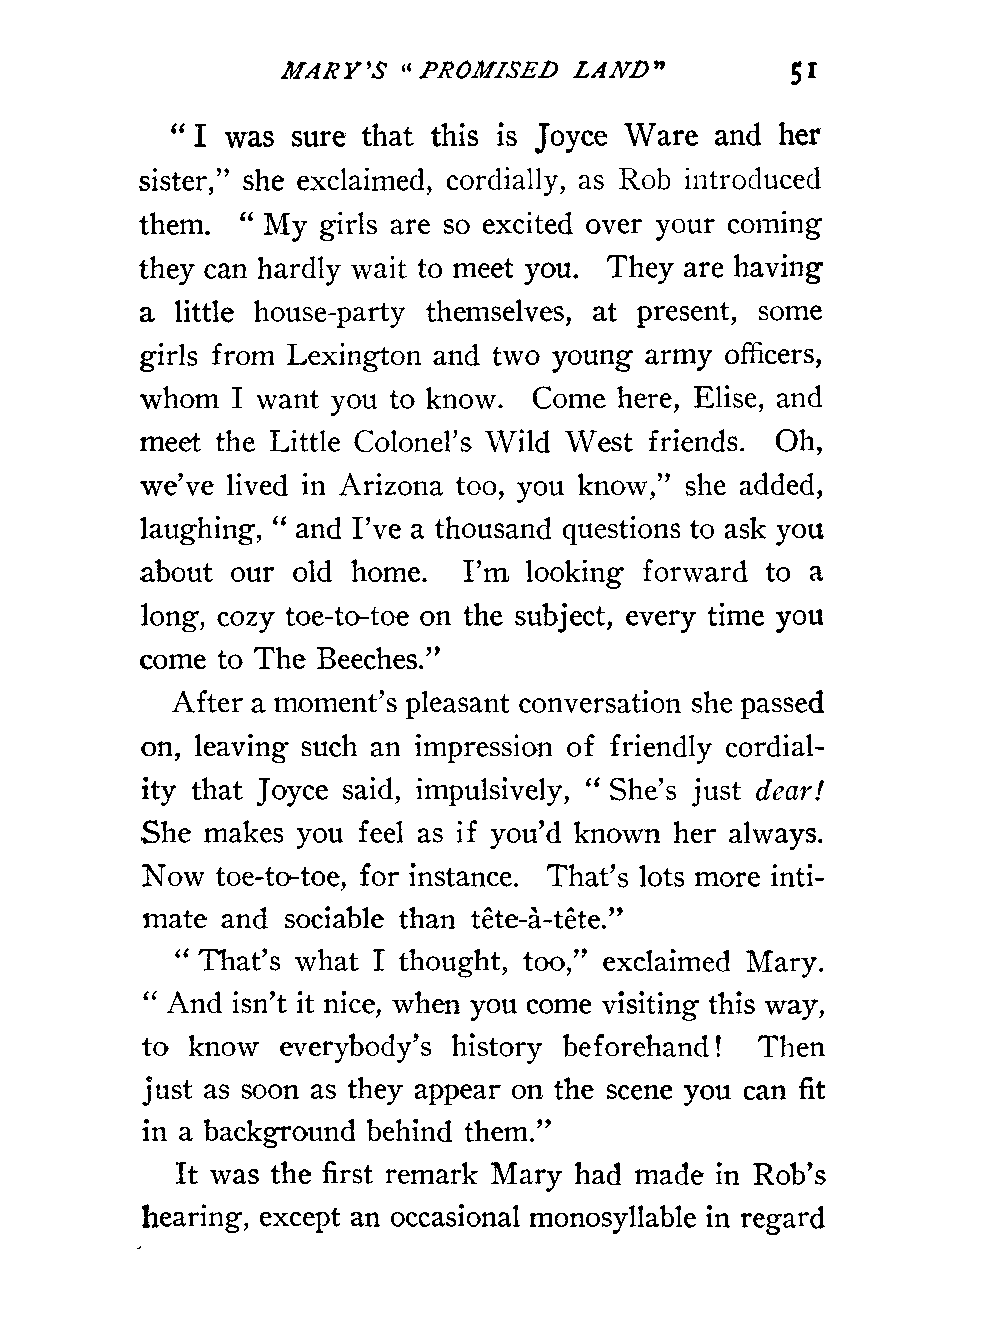 MARY'S "PROMISED LAND" 51
"I was sure that this is Joyce Ware and her
sister," she exclaimed, cordially, as Rob introduced
them. "My girls are so excited over your coming
they can hardly wait to meet you. They are having
a little house-party themselves, at present, some
girls from Lexington and two young army officers,
whom I want you to know. Come here, Elise, and
meet the Little Colonel's Wild West friends. Oh,
we've lived in Arizona too, you know," she added,
laughing, "and I've a thousand questions to ask you
about our old home. I'm looking forward to a
long, cozy toe-to-toe on the subject, every time you
come to The Beeches."
After a moment's pleasant conversation she passed
on, leaving such an impression of friendly cordial-
ity that Joyce said, impulsively, "She's just dear!
She makes you feel as if you'd known her always.
Now toe-to-toe, for instance. That's lots more inti-
mate and sociable than tête-à-tête."
"That's what I thought, too," exclaimed Mary.
"And isn't it nice, when you come visiting this way,
to know everybody's history beforehand! Then
just as soon as they appear on the scene you can fit
in a background behind them."
It was the first remark Mary had made in Rob's
hearing, except an occasional monosyllable in regard